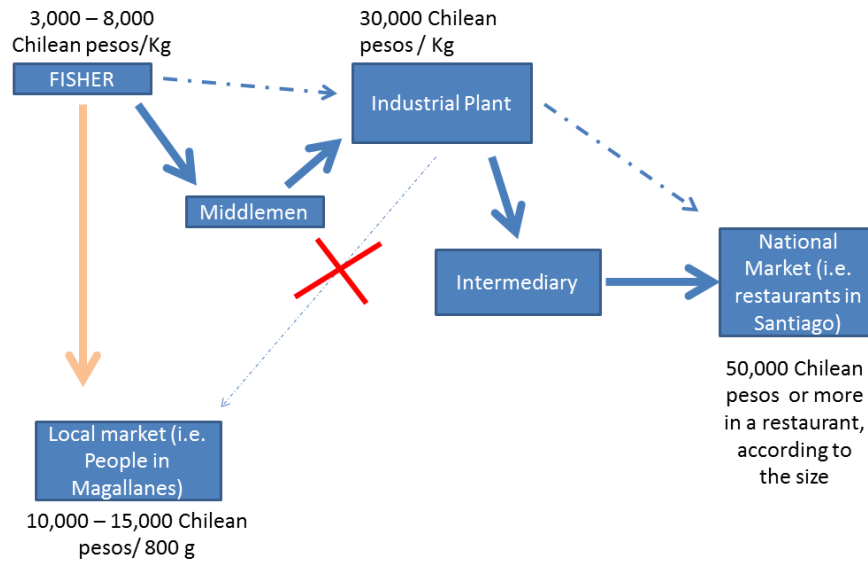 3,000 – 8,000
Chilean pesos/Kg
FISHER
30,000 Chilean
pesos / Kg
Industrial Plant
Middlemen
Intermediary
National
Market (i.e.
restaurants in
Santiago)
50,000 Chilean
pesos  or more
in a restaurant,
according to
the size
Local market (i.e.
People in
Magallanes)
10,000 – 15,000 Chilean
pesos/ 800 g